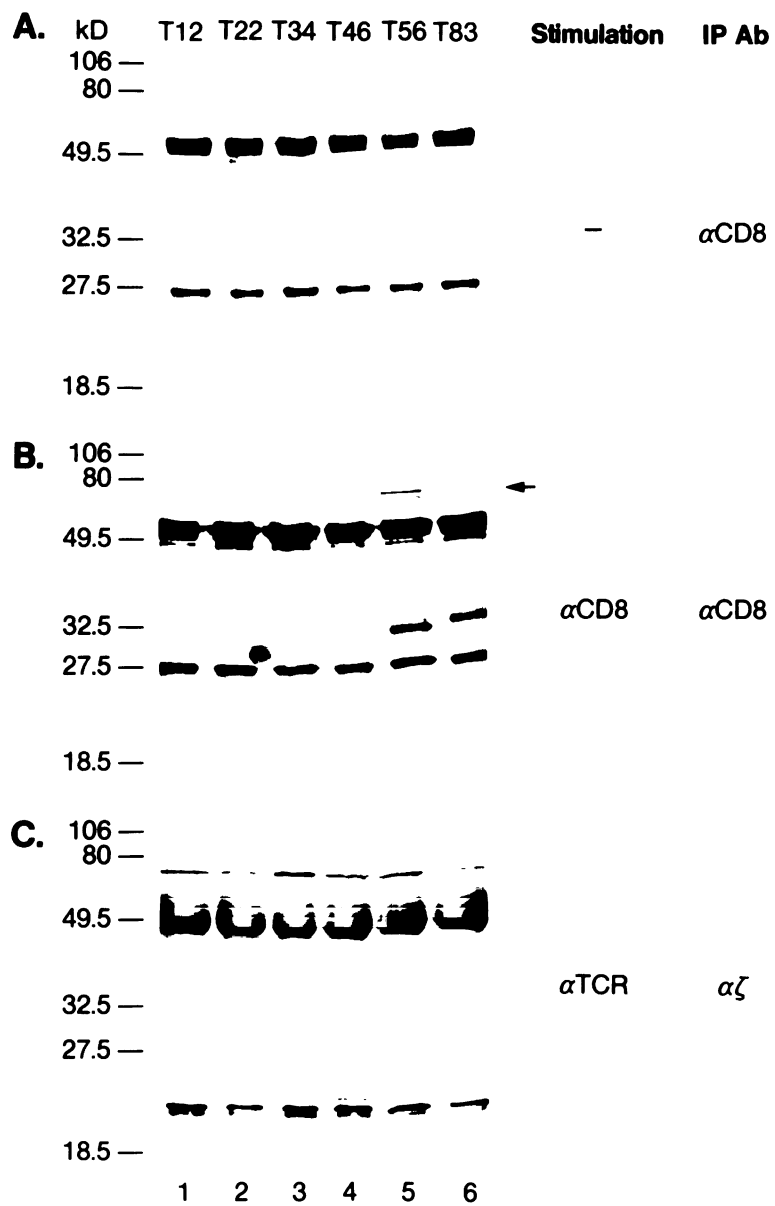 A. kD T12 T22 T34 T46 T56 T83 Stimulation IP Ab
106 —
80 —
49.5 —
32.5 — – αCD8
27.5 —
18.5 —
B. 106 —
80 —
49.5 —
32.5 — αCD8 αCD8
27.5 —
18.5 —
C. 106 —
80 —
49.5 —
αTCR αζ
32.5 —
27.5 —
18.5 —
1 2 3 4 5 6